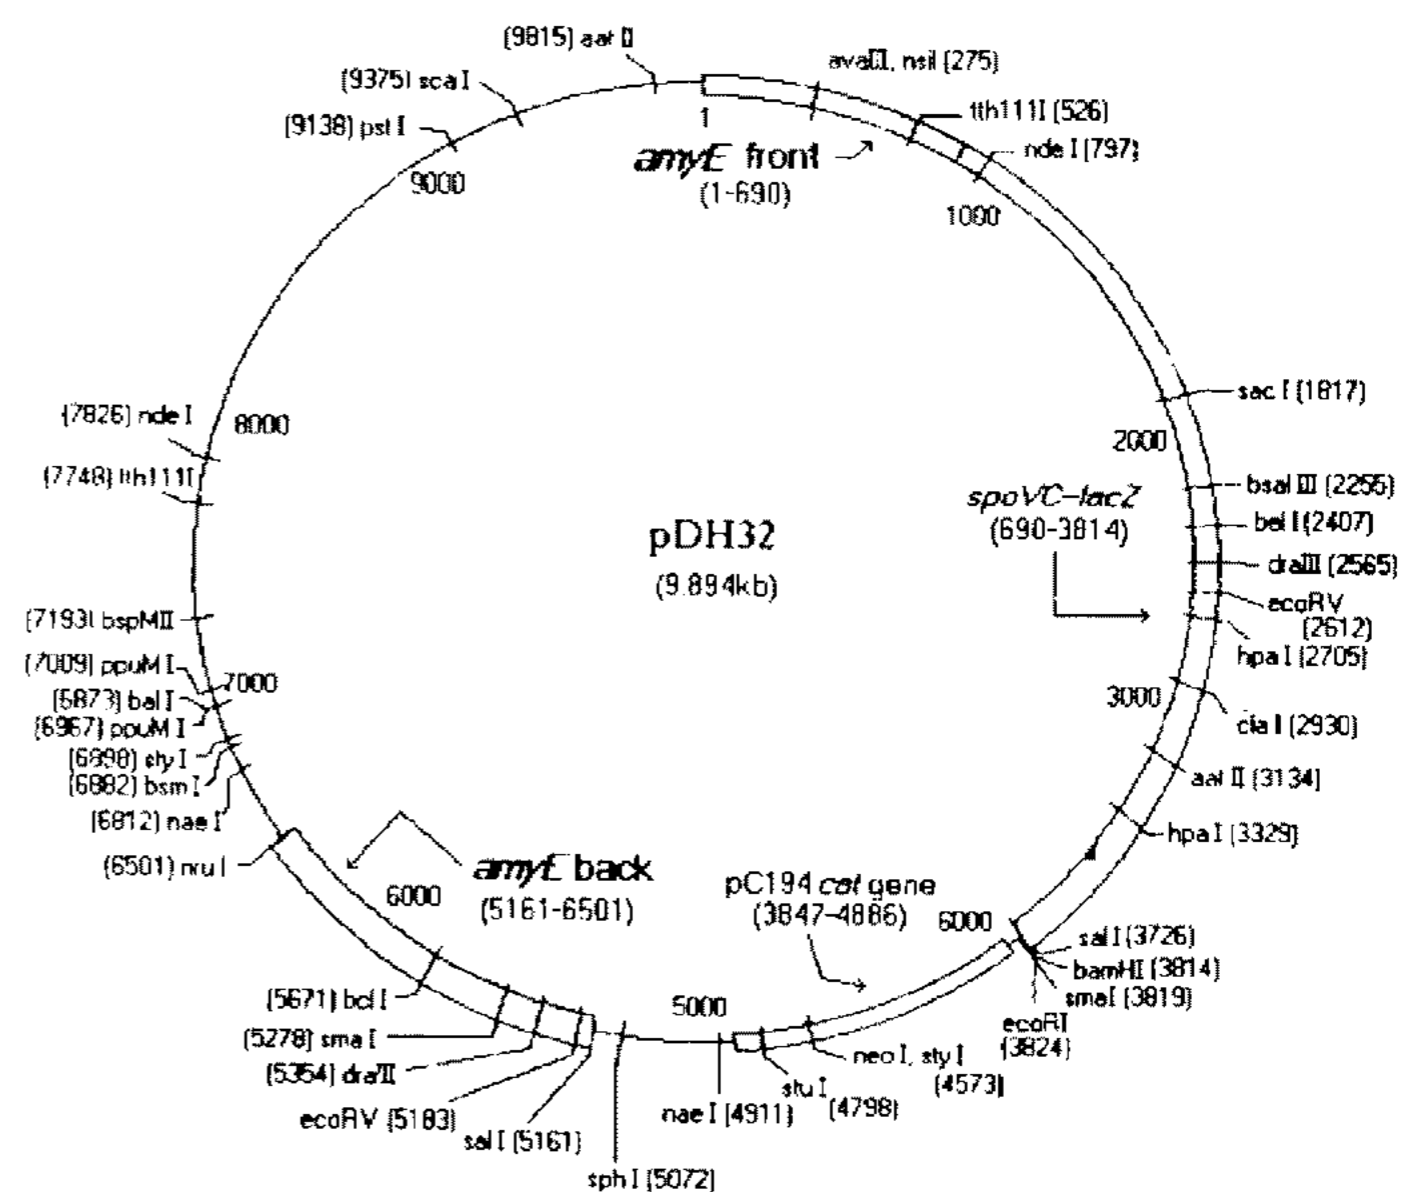 (9815) aat II
avaIII, nsiI (275)
(9375) sca I
tth111I (526)
(9138) pst I
1
nde I (797)
amyE front
(1-690)
9000
1000
sac I (1817)
(7826) nde I
8000
2000
(7748) tth111I
spoVC-lacZ
(690-3814)
bsaI III (2255)
bel I (2407)
pDH32
(9.894kb)
draIII (2565)
ecoRV
(2612)
(7193) bspMII
hpa I (2705)
(7009) ppuM I
7000
3000
(6873) bal I
cla I (2930)
(6967) ppuM I
(6898) sty I
aat II (3134)
(6882) bsm I
(6812) nae I
hpa I (3329)
(6501) nru I
amyE back
(5161-6501)
pC194 cat gene
(3847-4886)
6000
6000
sal I (3726)
bamHI (3814)
smaI (3819)
(5671) bcl I
5000
ecoRI
(3824)
(5278) sma I
neo I, sty I
(4573)
(5354) draIII
stu I
(4798)
ecoRV (5183)
nae I (4911)
sal I (5161)
sph I (5072)